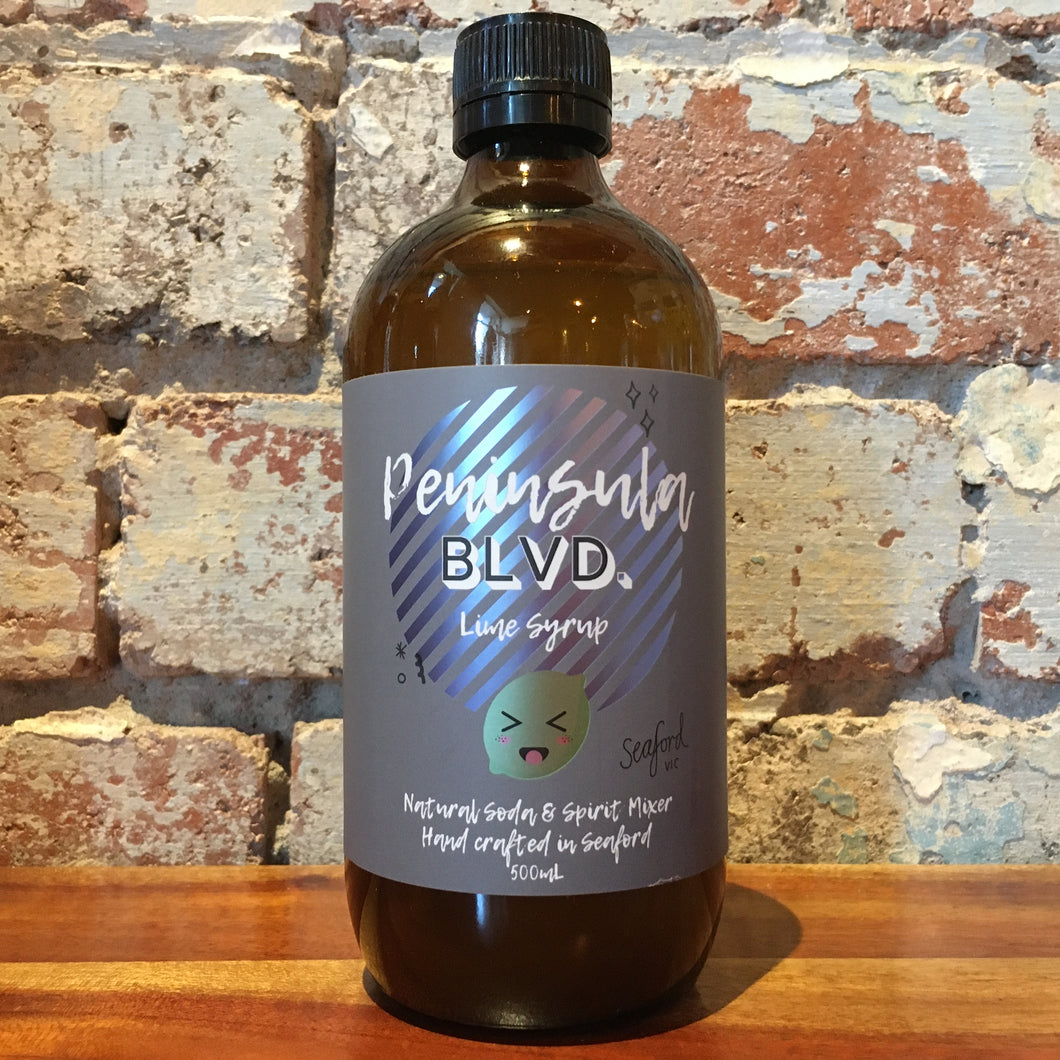 Peninsula
BLVD.
Lime Syrup
Seaford
VIC
Natural Soda & Spirit Mixer
Hand crafted in Seaford
500mL